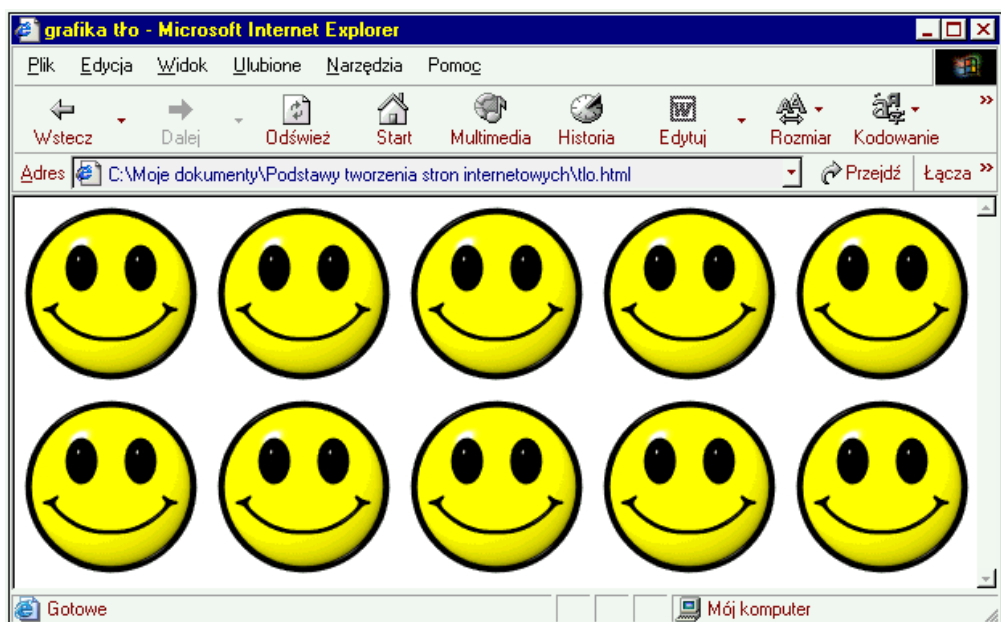 grafika tło - Microsoft Internet Explorer
Plik Edycja Widok Ulubione Narzędzia Pomoc
Wstecz Dalej Odśwież Start Multimedia Historia Edytuj Rozmiar Kodowanie »
Adres C:\Moje dokumenty\Podstawy tworzenia stron internetowych\tlo.html Przejdź Łącza »
Gotowe Mój komputer